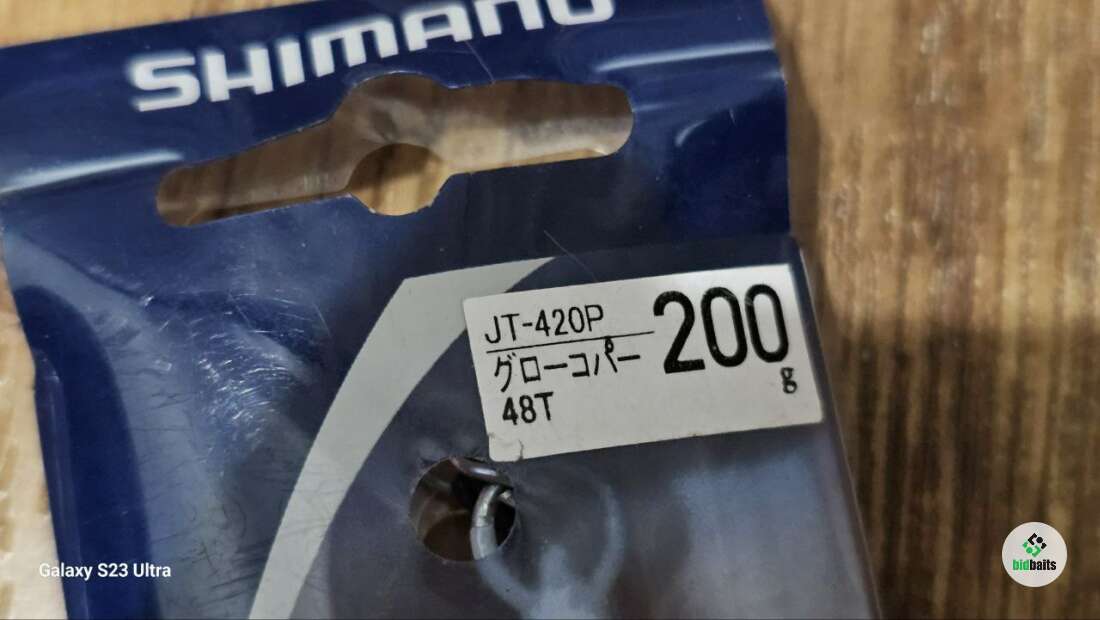 SHIMANO
JT-420P
グローコパー
48T
200
g
Galaxy S23 Ultra
bidbaits